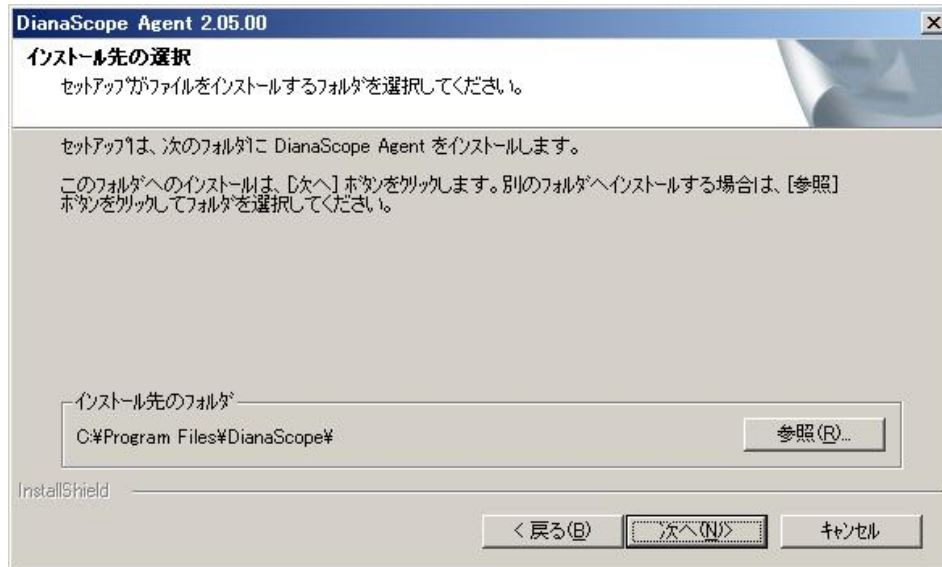 DianaScope Agent 2.05.00
インストール先の選択
セットアップがファイルをインストールするフォルダを選択してください。
セットアップは、次のフォルダに DianaScope Agent をインストールします。
このフォルダへのインストールは、[次へ] ボタンをクリックします。別のフォルダへインストールする場合は、[参照]
ボタンをクリックしてフォルダを選択してください。
インストール先のフォルダ
C:¥Program Files¥DianaScope¥
参照(R)...
InstallShield
< 戻る(B)
次へ(N)>
キャンセル